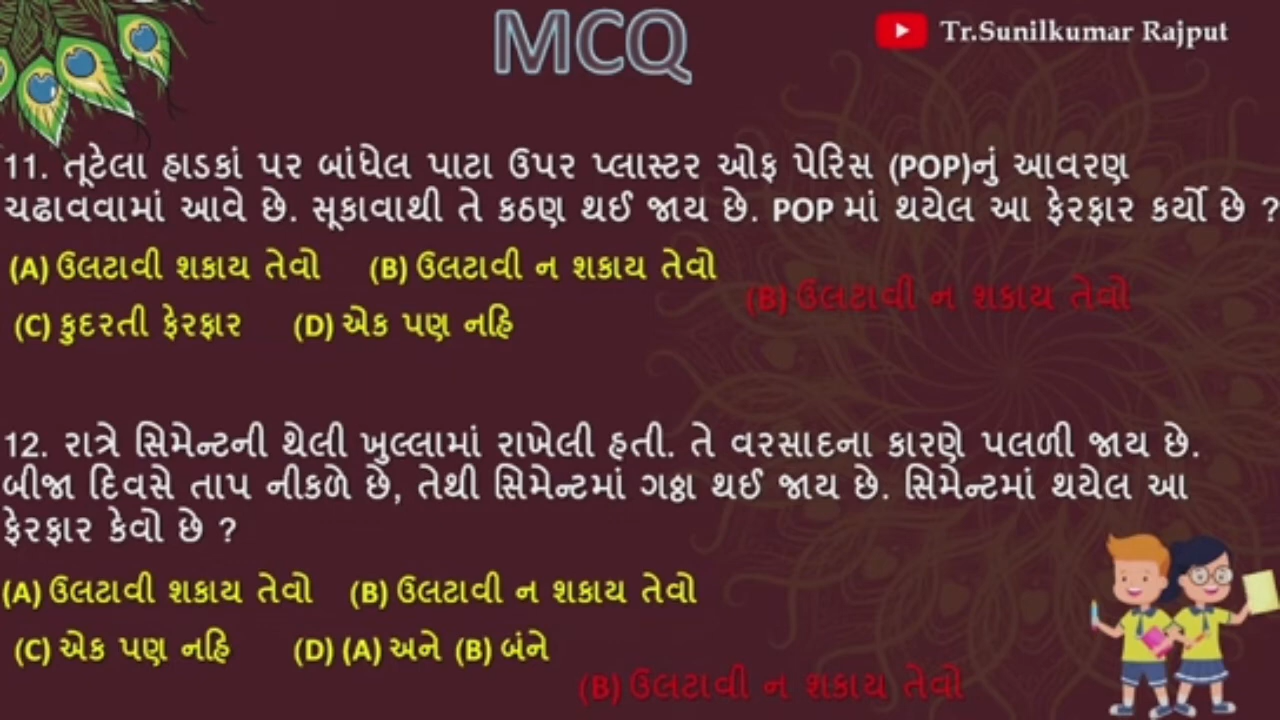 MCQ
Tr.Sunilkumar Rajput
11. તૂટેલા હાડકાં પર બાંધેલ પાટા ઉપર પ્લાસ્ટર ઓફ પેરિસ (POP)નું આવરણ
ચઢાવવામાં આવે છે. સૂકાવાથી તે કઠણ થઈ જાય છે. POP માં થયેલ આ ફેરફાર કર્યો છે ?
(A) ઉલટાવી શકાય તેવો (B) ઉલટાવી ન શકાય તેવો
(B) ઉલટાવી ન શકાય તેવો
(C) કુદરતી ફેરફાર (D) એક પણ નહિ
12. રાત્રે સિમેન્ટની થેલી ખુલ્લામાં રાખેલી હતી. તે વરસાદના કારણે પલળી જાય છે.
બીજા દિવસે તાપ નીકળે છે, તેથી સિમેન્ટમાં ગઠ્ઠા થઈ જાય છે. સિમેન્ટમાં થયેલ આ
ફેરફાર કેવો છે ?
(A) ઉલટાવી શકાય તેવો (B) ઉલટાવી ન શકાય તેવો
(C) એક પણ નહિ (D) (A) અને (B) બંને
(B) ઉલટાવી ન શકાય તેવો